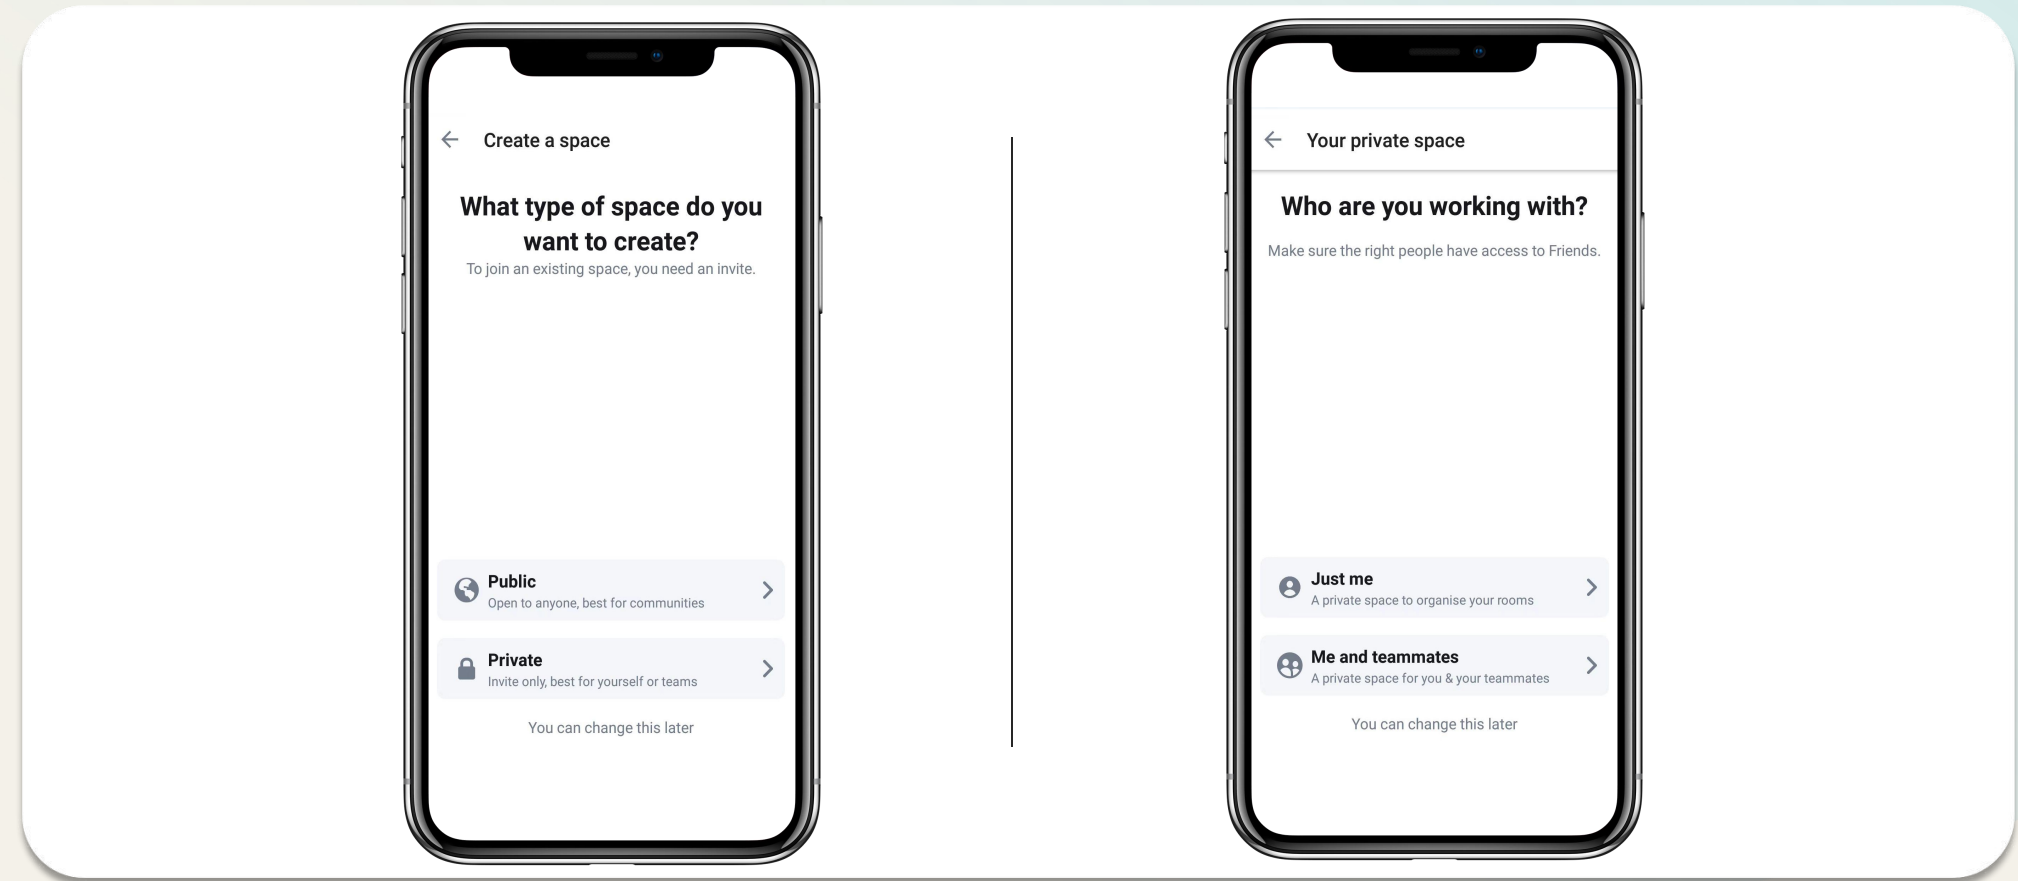 Create a space
What type of space do you
want to create?
To join an existing space, you need an invite.
Public
Open to anyone, best for communities
Private
Invite only, best for yourself or teams
You can change this later
Your private space
Who are you working with?
Make sure the right people have access to Friends.
Just me
A private space to organise your rooms
Me and teammates
A private space for you & your teammates
You can change this later